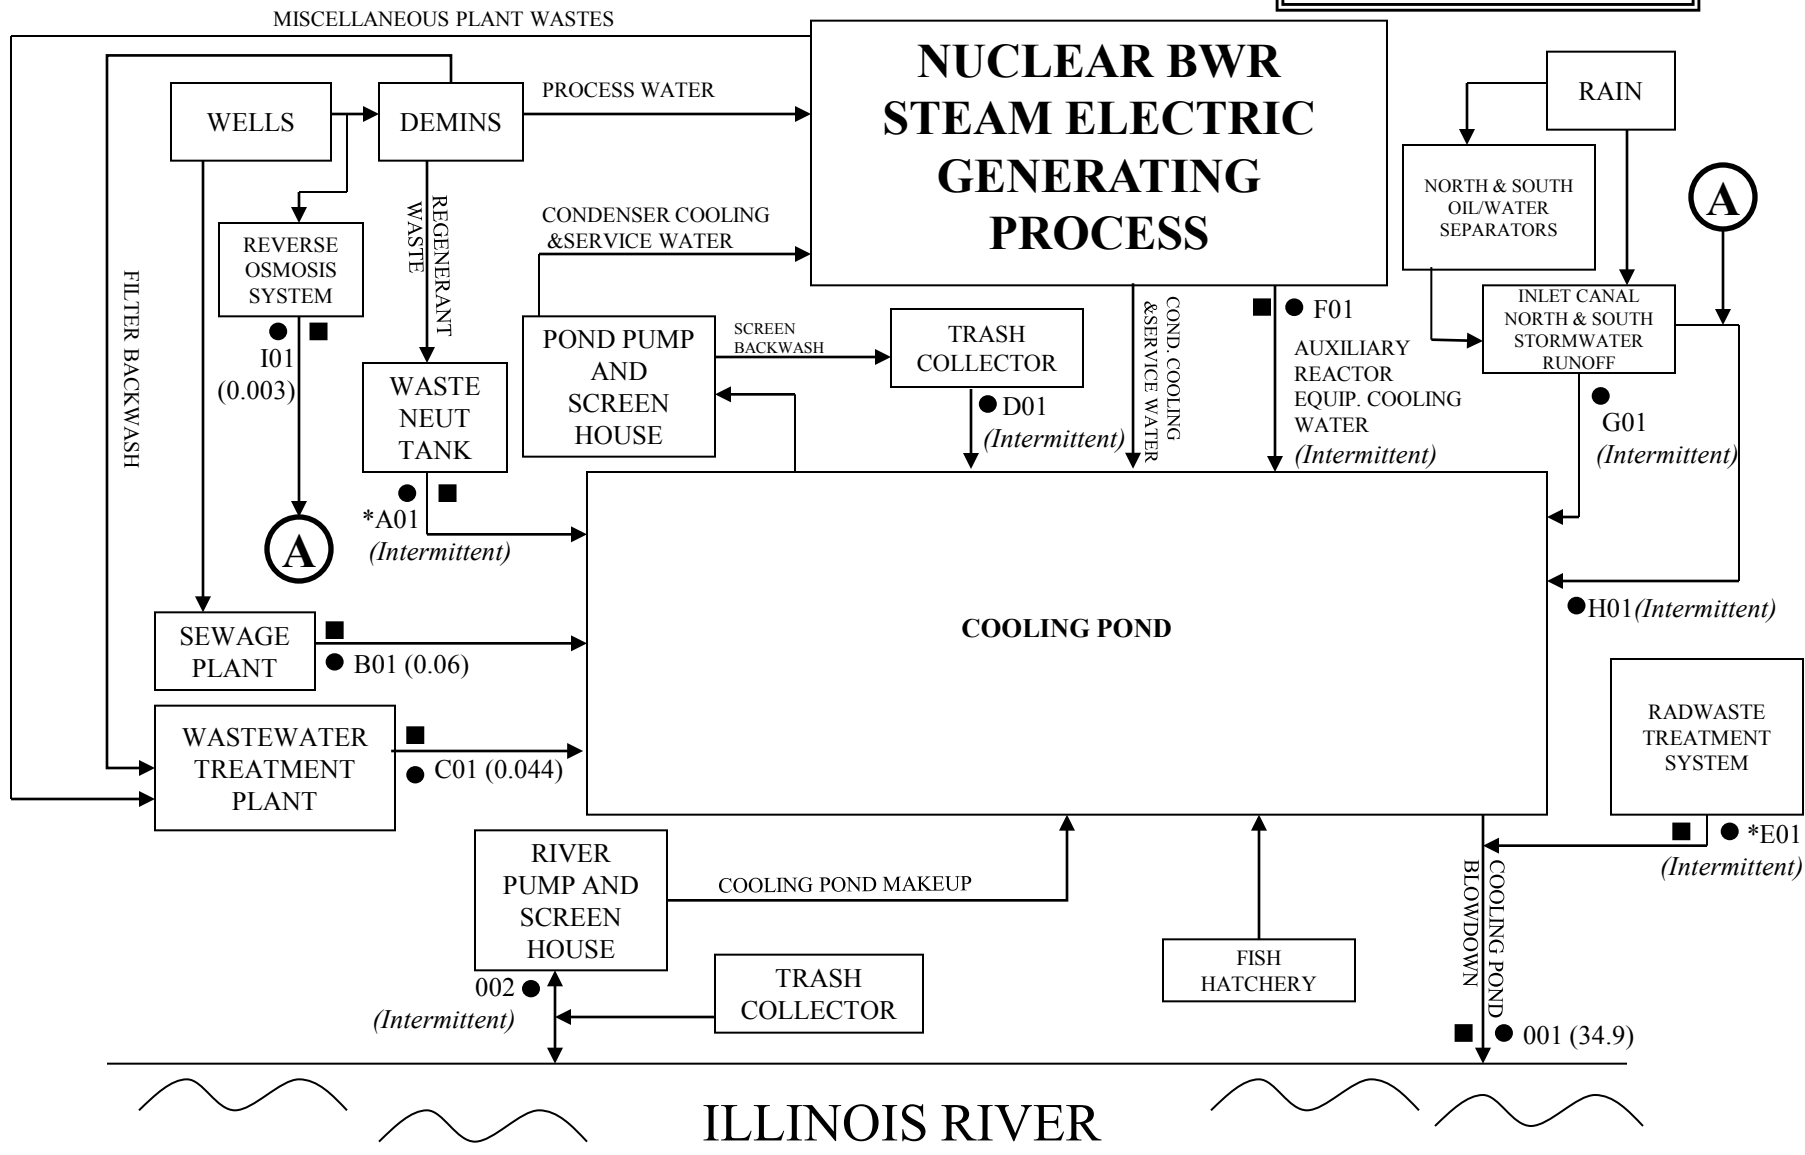 MISCELLANEOUS PLANT WASTES
NUCLEAR BWR
STEAM ELECTRIC
GENERATING
PROCESS
WELLS
DEMINS
PROCESS WATER
RAIN
NORTH & SOUTH
OIL/WATER
SEPARATORS
A
REGENERANT
WASTE
CONDENSER COOLING
&SERVICE WATER
REVERSE
OSMOSIS
SYSTEM
FILTER BACKWASH
I01
(0.003)
WASTE
NEUT
TANK
POND PUMP
AND
SCREEN
HOUSE
SCREEN
BACKWASH
TRASH
COLLECTOR
D01
(Intermittent)
COND. COOLING
&SERVICE WATER
F01
AUXILIARY
REACTOR
EQUIP. COOLING
WATER
(Intermittent)
INLET CANAL
NORTH & SOUTH
STORMWATER
RUNOFF
G01
(Intermittent)
*A01
(Intermittent)
A
COOLING POND
H01(Intermittent)
SEWAGE
PLANT
B01 (0.06)
WASTEWATER
TREATMENT
PLANT
C01 (0.044)
RADWASTE
TREATMENT
SYSTEM
*E01
(Intermittent)
RIVER
PUMP AND
SCREEN
HOUSE
COOLING POND MAKEUP
COOLING POND
BLOWDOWN
FISH
HATCHERY
TRASH
COLLECTOR
002
(Intermittent)
001 (34.9)
ILLINOIS RIVER